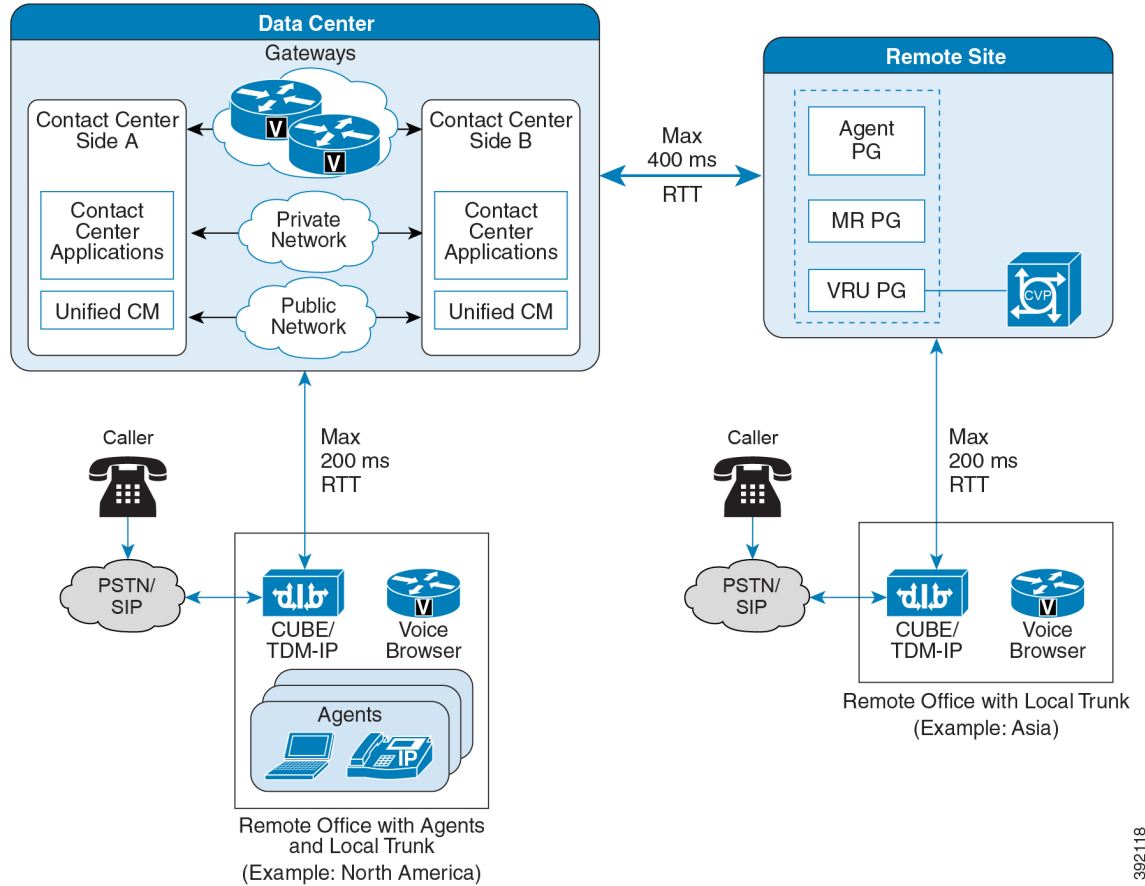 Data Center
Gateways
Contact Center
Side A
Contact
Center
Applications
Unified CM
V
V
Private
Network
Public
Network
Contact Center
Side B
Contact
Center
Applications
Unified CM
Max
400 ms
RTT
Remote Site
Agent
PG
MR PG
VRU PG
CVP
Caller
Max
200 ms
RTT
PSTN/
SIP
CUBE/
TDM-IP
V
Voice
Browser
Agents
IP
Remote Office with Agents
and Local Trunk
(Example: North America)
Caller
Max
200 ms
RTT
PSTN/
SIP
CUBE/
TDM-IP
V
Voice
Browser
Remote Office with Local Trunk
(Example: Asia)
392118